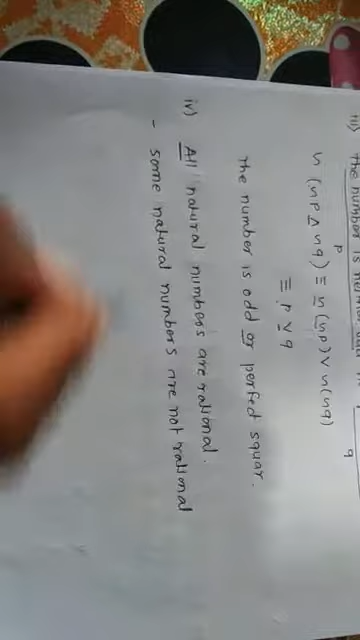 iii) The number is
p
q
~(~p ∧ ~q) ≡ ~(~p) ∨ ~(~q)
≡ p ∨ q
the number is odd or perfect squar.
iv) All natural numbers are rational.
- some natural numbers are not rational